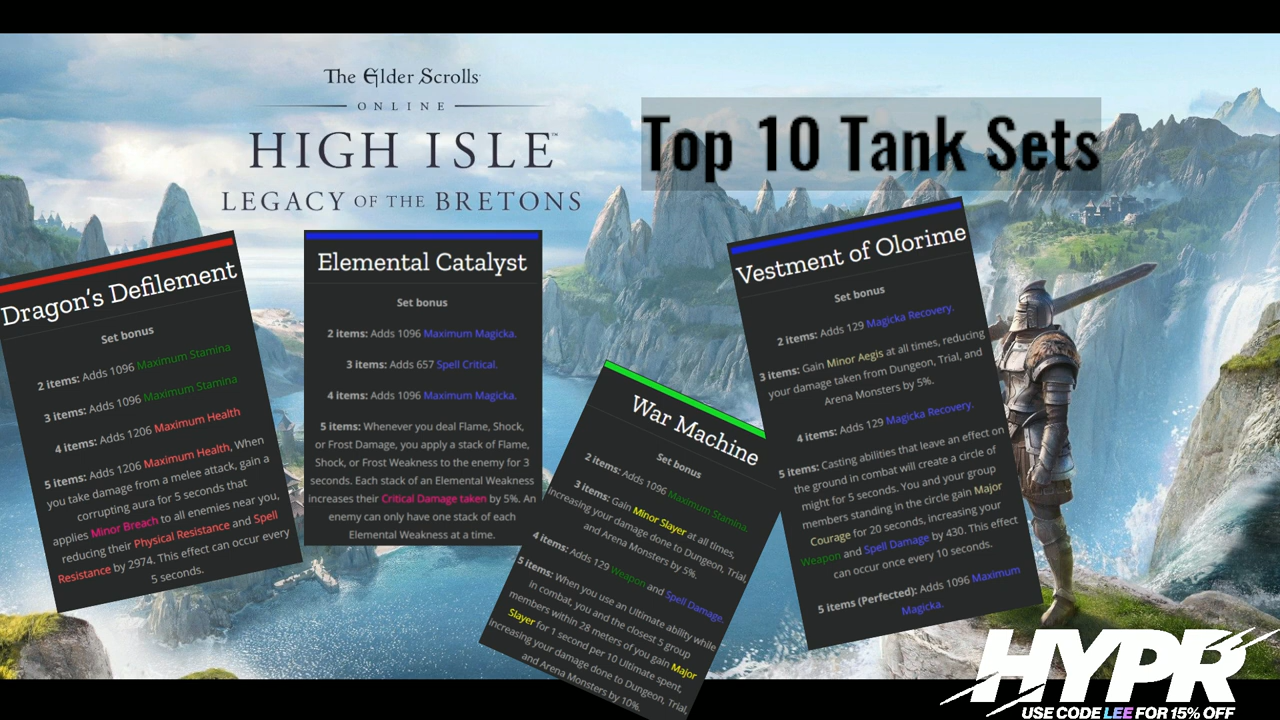 The Elder Scrolls
ONLINE
HIGH ISLE™
LEGACY OF THE BRETONS
Top 10 Tank Sets
Dragon's Defilement
Set bonus
2 items: Adds 1096 Maximum Stamina
3 items: Adds 1096 Maximum Stamina
4 items: Adds 1206 Maximum Health
5 items: Adds 1206 Maximum Health, When
you take damage from a melee attack, gain a
corrupting aura for 5 seconds that
applies Minor Breach to all enemies near you,
reducing their Physical Resistance and Spell
Resistance by 2974. This effect can occur every
5 seconds.
Elemental Catalyst
Set bonus
2 items: Adds 1096 Maximum Magicka.
3 items: Adds 657 Spell Critical.
4 items: Adds 1096 Maximum Magicka.
5 items: Whenever you deal Flame, Shock,
or Frost Damage, you apply a stack of Flame,
Shock, or Frost Weakness to the enemy for 3
seconds. Each stack of an Elemental Weakness
increases their Critical Damage taken by 5%. An
enemy can only have one stack of each
Elemental Weakness at a time.
War Machine
Set bonus
2 items: Adds 1096 Maximum Stamina.
3 items: Gain Minor Slayer at all times,
increasing your damage done to Dungeon, Trial,
and Arena Monsters by 5%.
4 items: Adds 129 Weapon and Spell Damage.
5 items: When you use an Ultimate ability while
in combat, you and the closest 5 group
members within 28 meters of you gain Major
Slayer for 1 second per 10 Ultimate spent,
increasing your damage done to Dungeon, Trial,
and Arena Monsters by 10%.
Vestment of Olorime
Set bonus
2 items: Adds 129 Magicka Recovery.
3 items: Gain Minor Aegis at all times, reducing
your damage taken from Dungeon, Trial, and
Arena Monsters by 5%.
4 items: Adds 129 Magicka Recovery.
5 items: Casting abilities that leave an effect on
the ground in combat will create a circle of
might for 5 seconds. You and your group
members standing in the circle gain Major
Courage for 20 seconds, increasing your
Weapon and Spell Damage by 430. This effect
can occur once every 10 seconds.
5 items (Perfected): Adds 1096 Maximum
Magicka.
HYPR
USE CODE LEE FOR 15% OFF